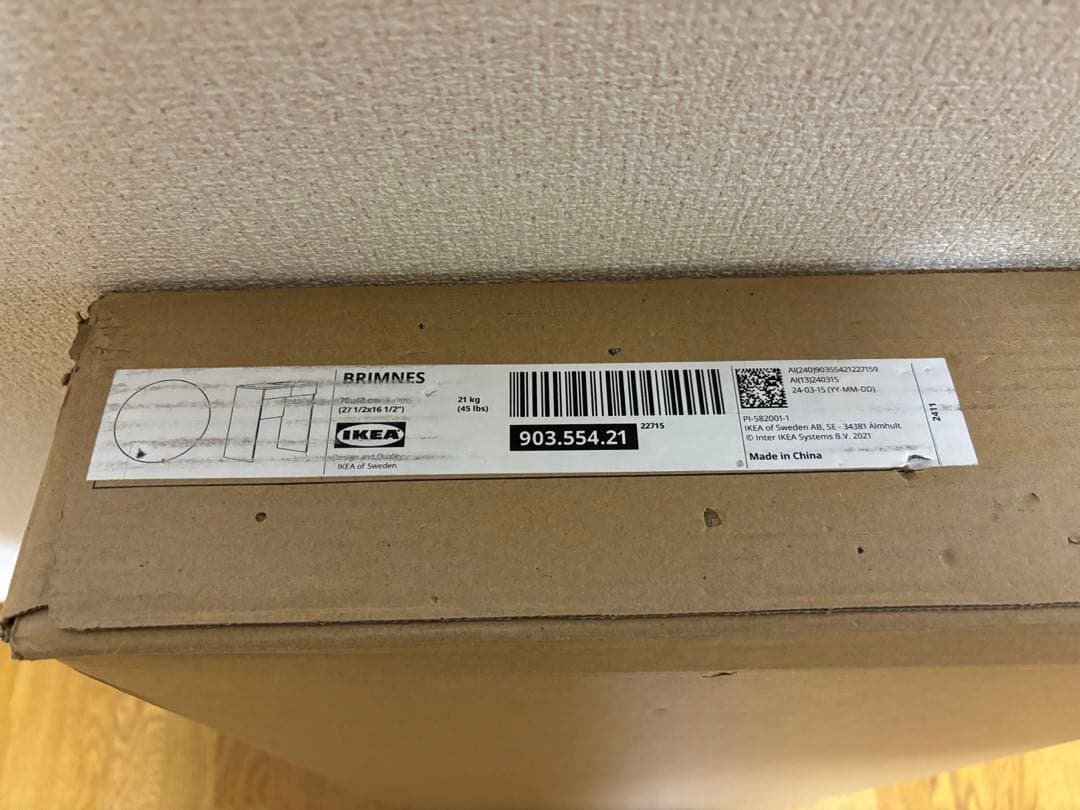 BRIMNES
(27 1/2x16 1/2")
IKEA
Design and Quality
IKEA of Sweden
21 kg
(45 lbs)
903.554.21
22715
AI(240)90355421227159
AI(13)240315
24-03-15 (YY-MM-DD)
PI-582001-1
IKEA of Sweden AB, SE - 34381 Älmhult
© Inter IKEA Systems B.V. 2021
Made in China
2411